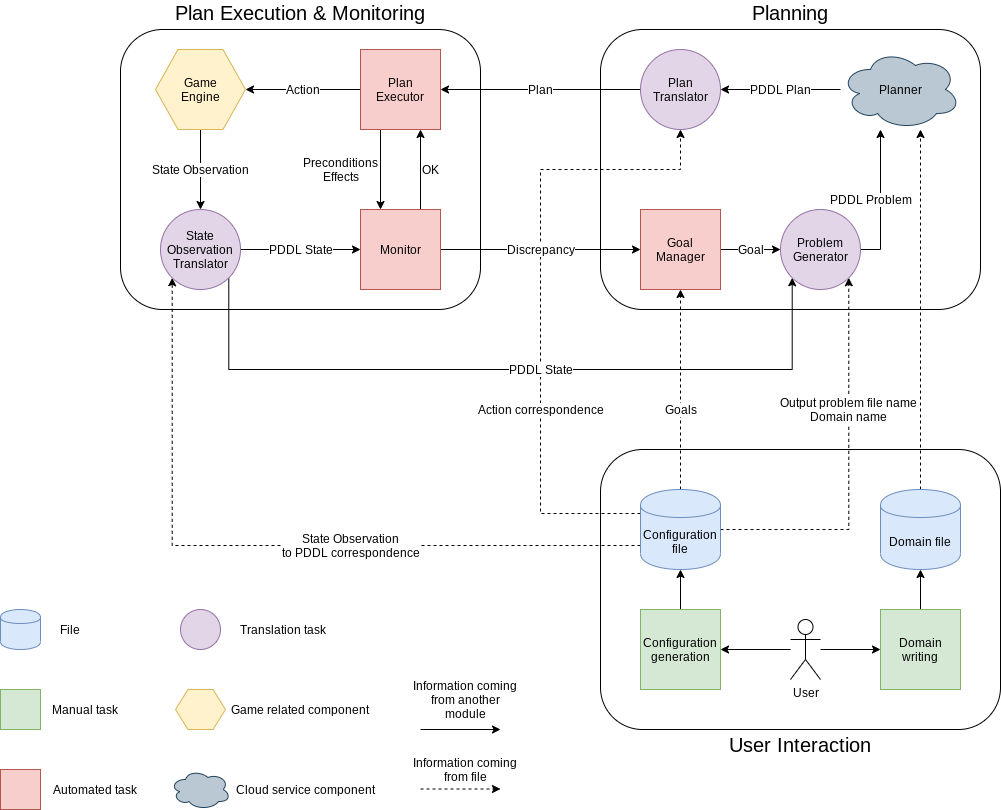 Plan Execution & Monitoring
Planning
Game
Engine
Action
Plan
Executor
Plan
Plan
Translator
PDDL Plan
Planner
State Observation
Preconditions
Effects
OK
PDDL Problem
State
Observation
Translator
PDDL State
Monitor
Discrepancy
Goal
Manager
Goal
Problem
Generator
PDDL State
Action correspondence
Goals
Output problem file name
Domain name
State Observation
to PDDL correspondence
Configuration
file
Domain file
Configuration
generation
User
Domain
writing
User Interaction
File
Translation task
Manual task
Game related component
Information coming
from another
module
Automated task
Cloud service component
Information coming
from file